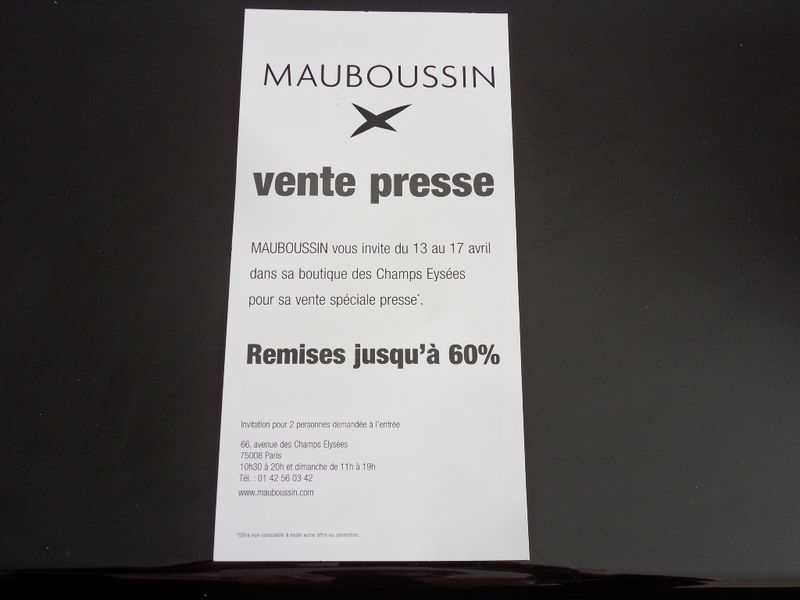 MAUBOUSSIN
vente presse
MAUBOUSSIN vous invite du 13 au 17 avril
dans sa boutique des Champs Eysées
pour sa vente spéciale presse*.
Remises jusqu'à 60%
Invitation pour 2 personnes demandée à l'entrée
66, avenue des Champs Elysées
75008 Paris
10h30 à 20h et dimanche de 11h à 19h
Tél. : 01 42 56 03 42
www.mauboussin.com
*Offre non cumulable à toute autre offre ou promotion.